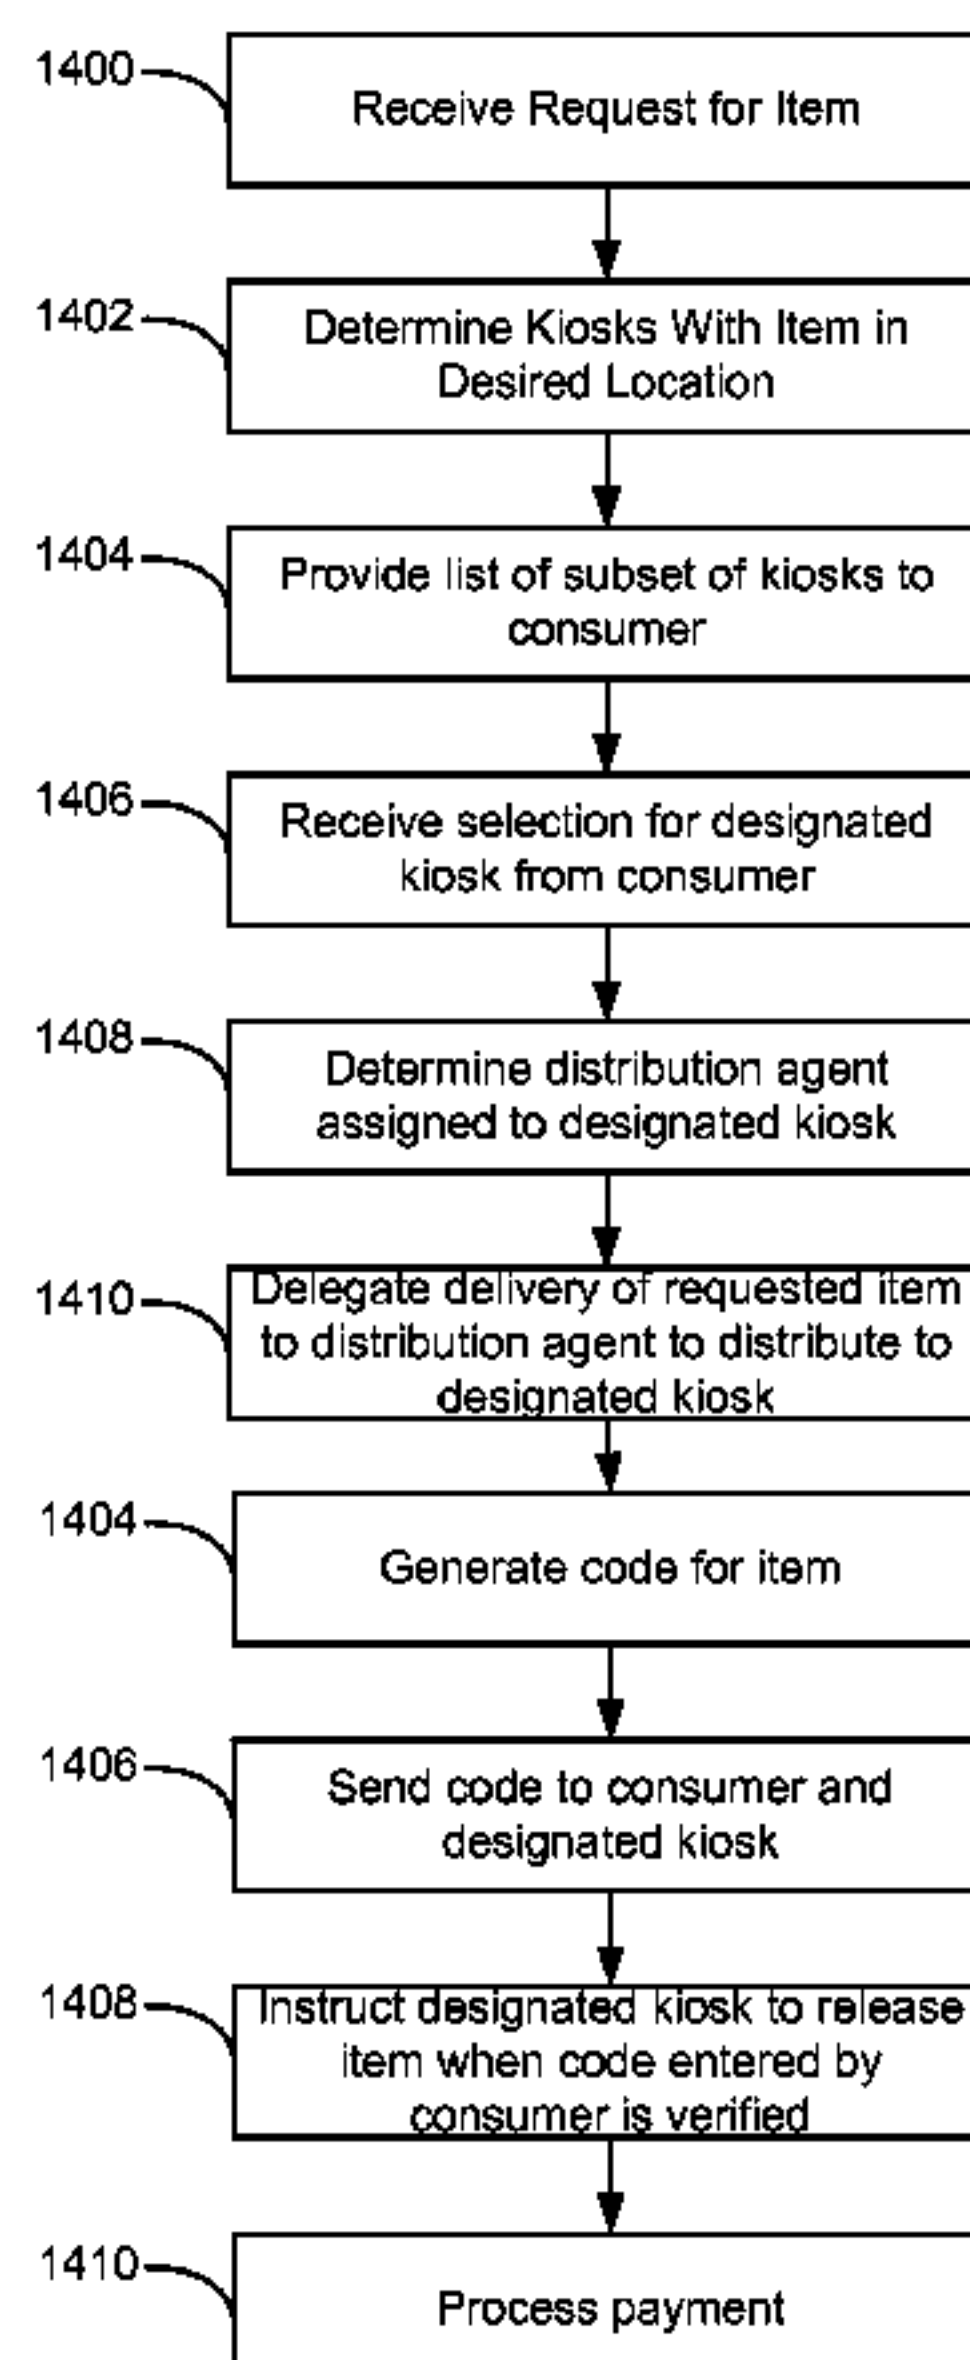 1400
Receive Request for Item
1402
Determine Kiosks With Item in
Desired Location
1404
Provide list of subset of kiosks to
consumer
1406
Receive selection for designated
kiosk from consumer
1408
Determine distribution agent
assigned to designated kiosk
1410
Delegate delivery of requested item
to distribution agent to distribute to
designated kiosk
1404
Generate code for item
1406
Send code to consumer and
designated kiosk
1408
Instruct designated kiosk to release
item when code entered by
consumer is verified
1410
Process payment